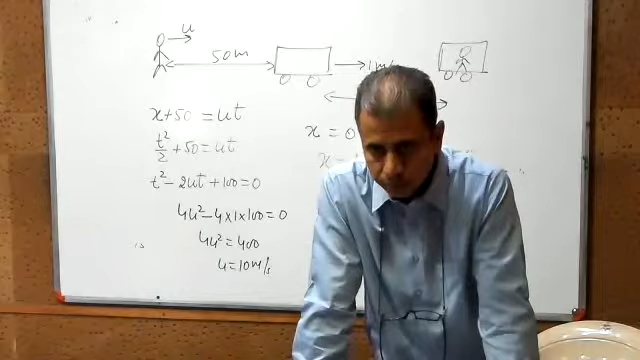 u
50m
x+50 = ut
t²/2 + 50 = ut
x = 0
t² - 2ut + 100 = 0
4u² - 4×1×100 = 0
4u² = 400
u = 10m/s